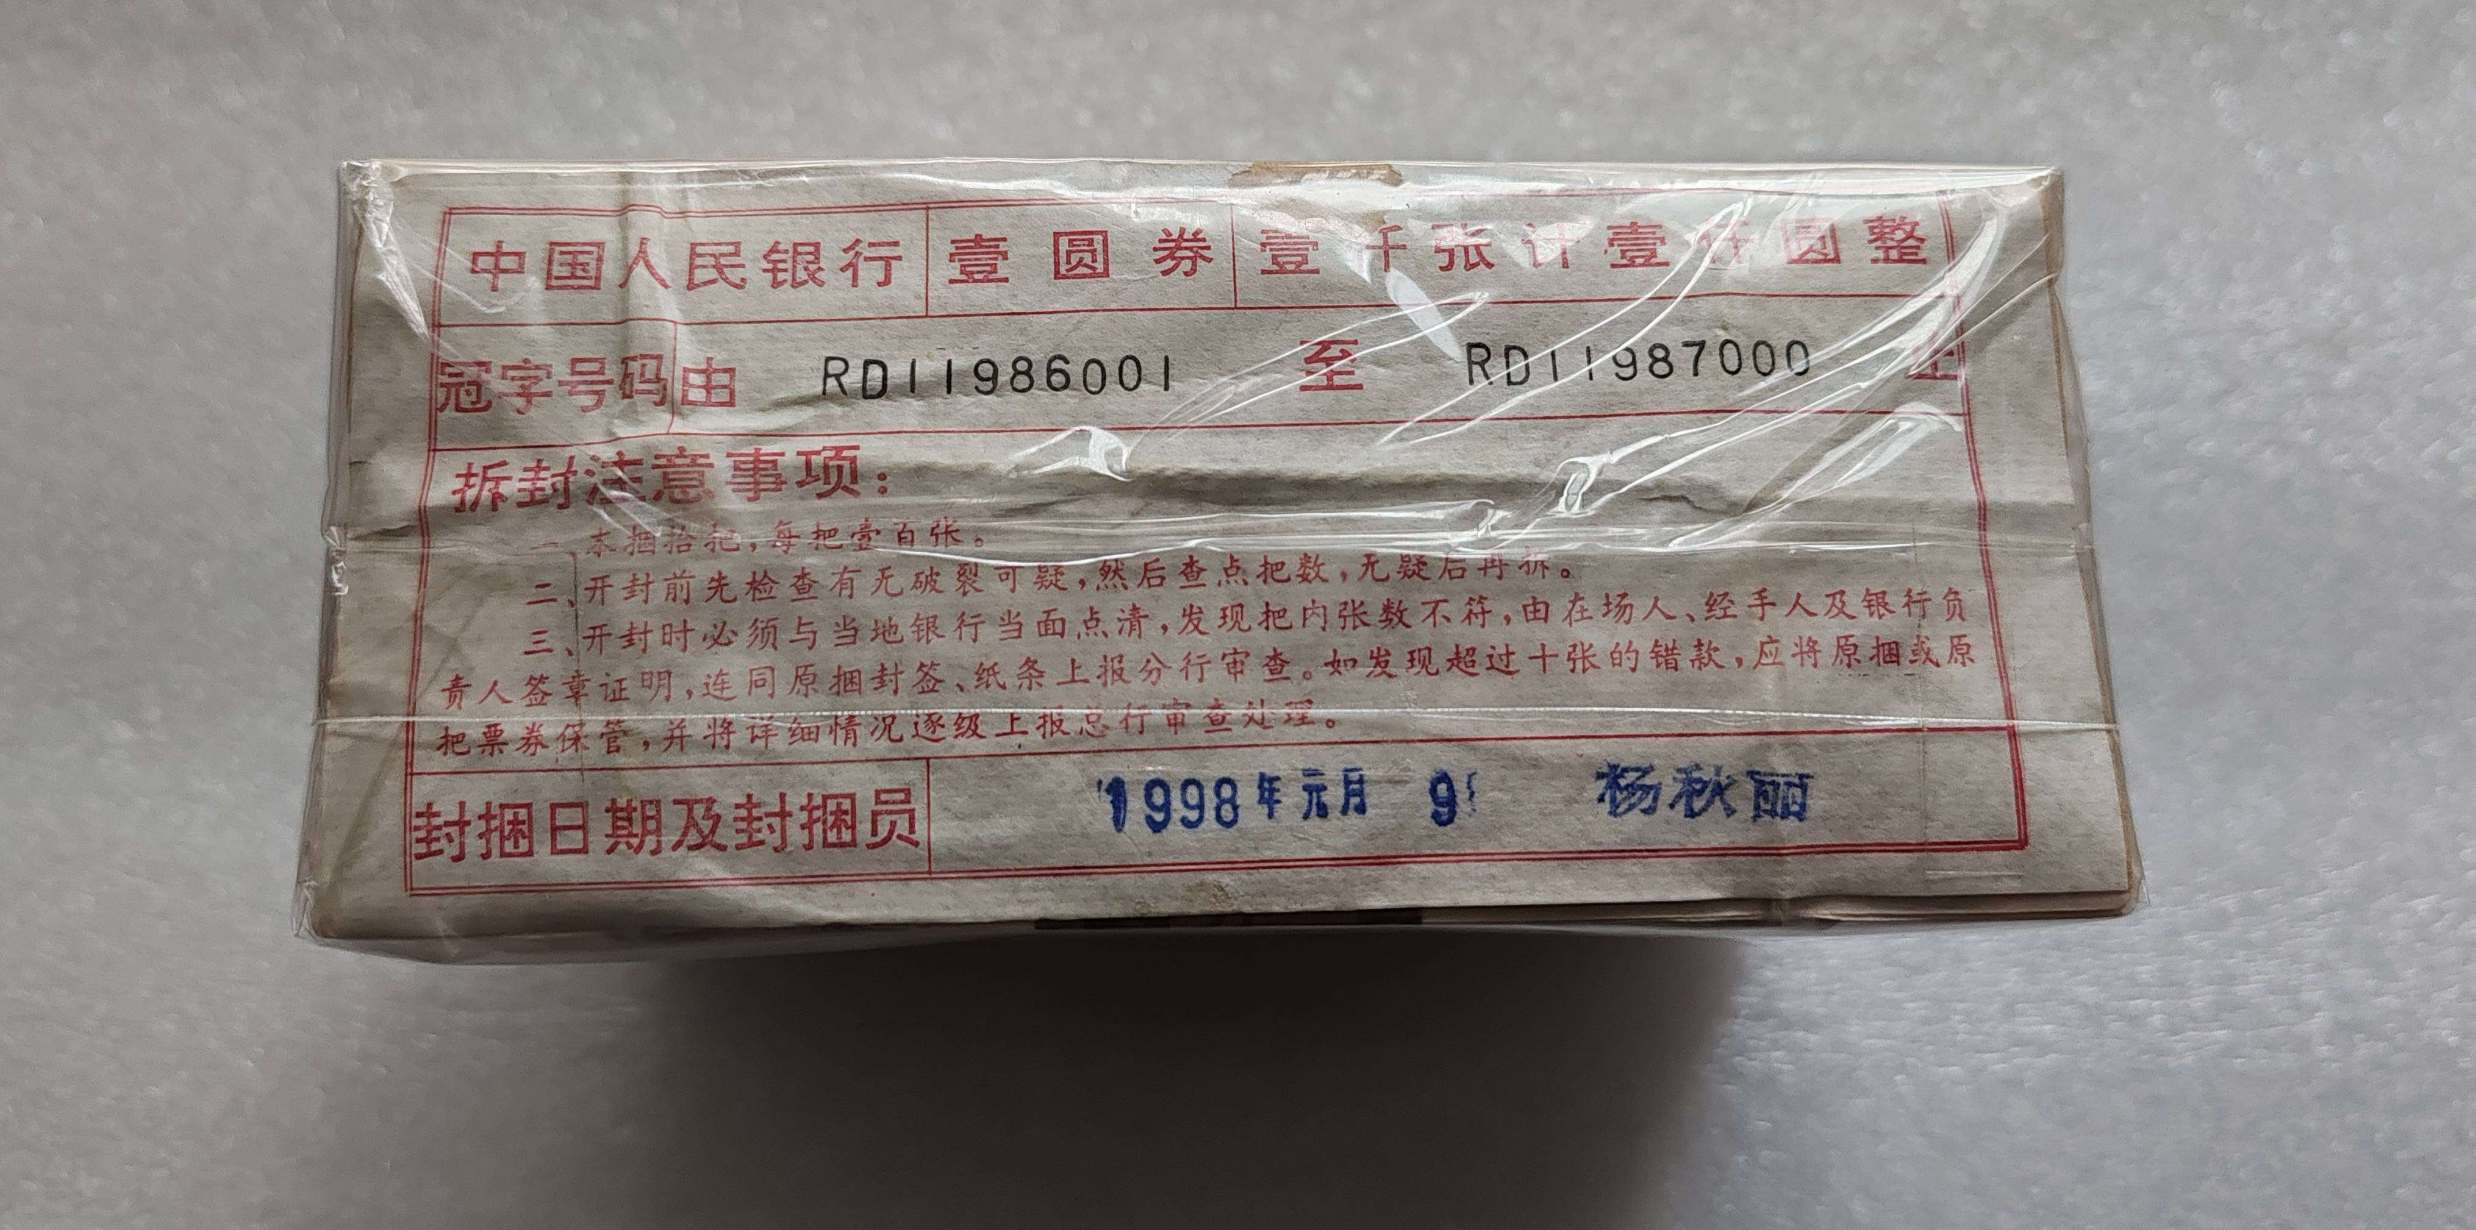 中国人民银行 壹圆券 壹仟张计壹仟圆整
冠字号码 由 RD11986001 至 RD11987000 止
拆封注意事项：
一、本捆拾把，每把壹百张。
二、开封前先检查有无破裂可疑，然后查点把数，无疑后再拆。
三、开封时必须与当地银行当面点清，发现把内张数不符，由在场人、经手人及银行负
责人签章证明，连同原捆封签、纸条上报分行审查。如发现超过十张的错款，应将原捆或原
把票券保管，并将详细情况逐级上报总行审查处理。
封捆日期及封捆员 1998年元月 9 杨秋丽